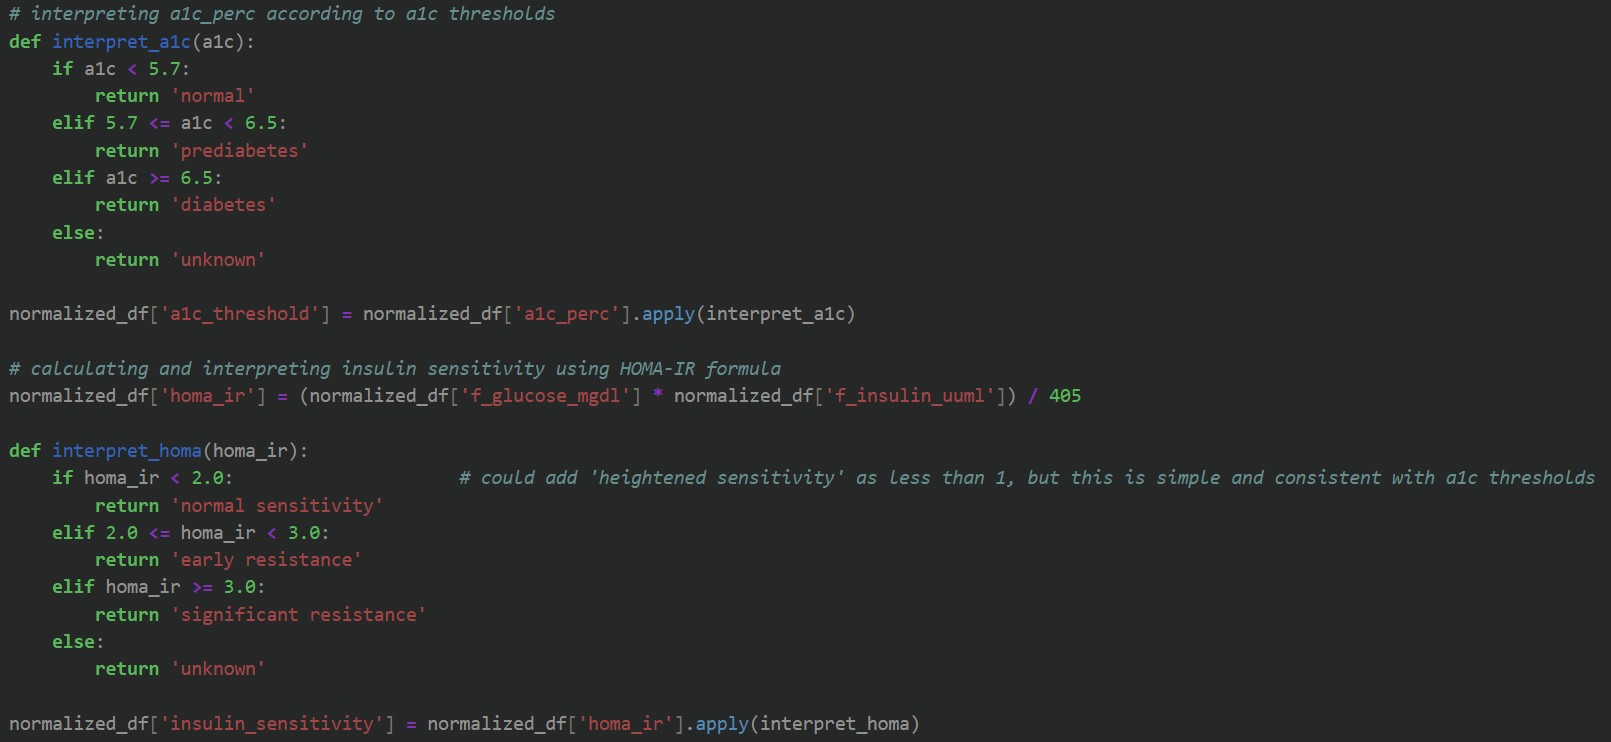 # interpreting a1c_perc according to a1c thresholds
def interpret_a1c(a1c):
    if a1c < 5.7:
        return 'normal'
    elif 5.7 <= a1c < 6.5:
        return 'prediabetes'
    elif a1c >= 6.5:
        return 'diabetes'
    else:
        return 'unknown'

normalized_df['a1c_threshold'] = normalized_df['a1c_perc'].apply(interpret_a1c)

# calculating and interpreting insulin sensitivity using HOMA-IR formula
normalized_df['homa_ir'] = (normalized_df['f_glucose_mgdl'] * normalized_df['f_insulin_uuml']) / 405

def interpret_homa(homa_ir):
    if homa_ir < 2.0:                     # could add 'heightened sensitivity' as less than 1, but this is simple and consistent with a1c thresholds
        return 'normal sensitivity'
    elif 2.0 <= homa_ir < 3.0:
        return 'early resistance'
    elif homa_ir >= 3.0:
        return 'significant resistance'
    else:
        return 'unknown'

normalized_df['insulin_sensitivity'] = normalized_df['homa_ir'].apply(interpret_homa)